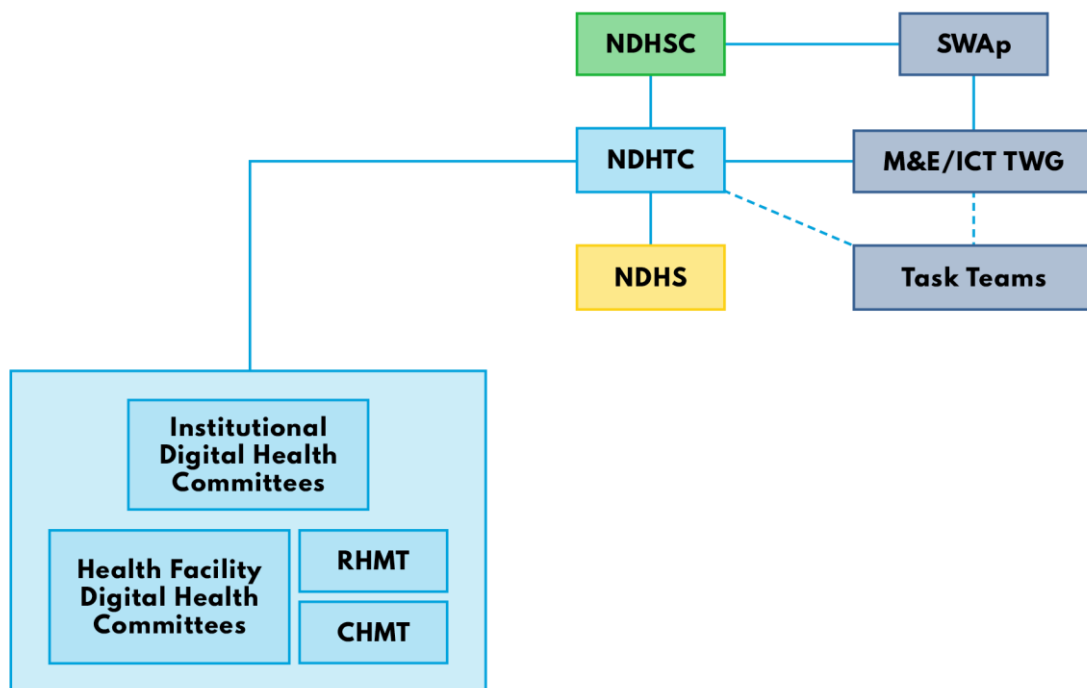 NDHSC
SWAp
NDHTC
M&E/ICT TWG
NDHS
Task Teams
Institutional
Digital Health
Committees
Health Facility
Digital Health
Committees
RHMT
CHMT